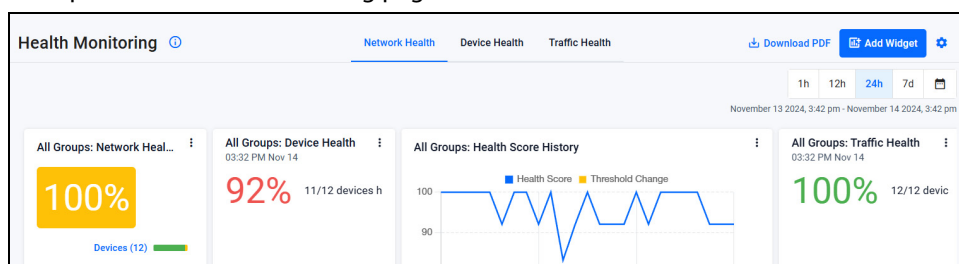 Health Monitoring
Network Health Device Health Traffic Health
Download PDF Add Widget
1h 12h 24h 7d
November 13 2024, 3:42 pm - November 14 2024, 3:42 pm
All Groups: Network Heal...
100%
Devices (12)
All Groups: Device Health
03:32 PM Nov 14
92% 11/12 devices h
All Groups: Health Score History
Health Score Threshold Change
100
90
All Groups: Traffic Health
03:32 PM Nov 14
100% 12/12 devic